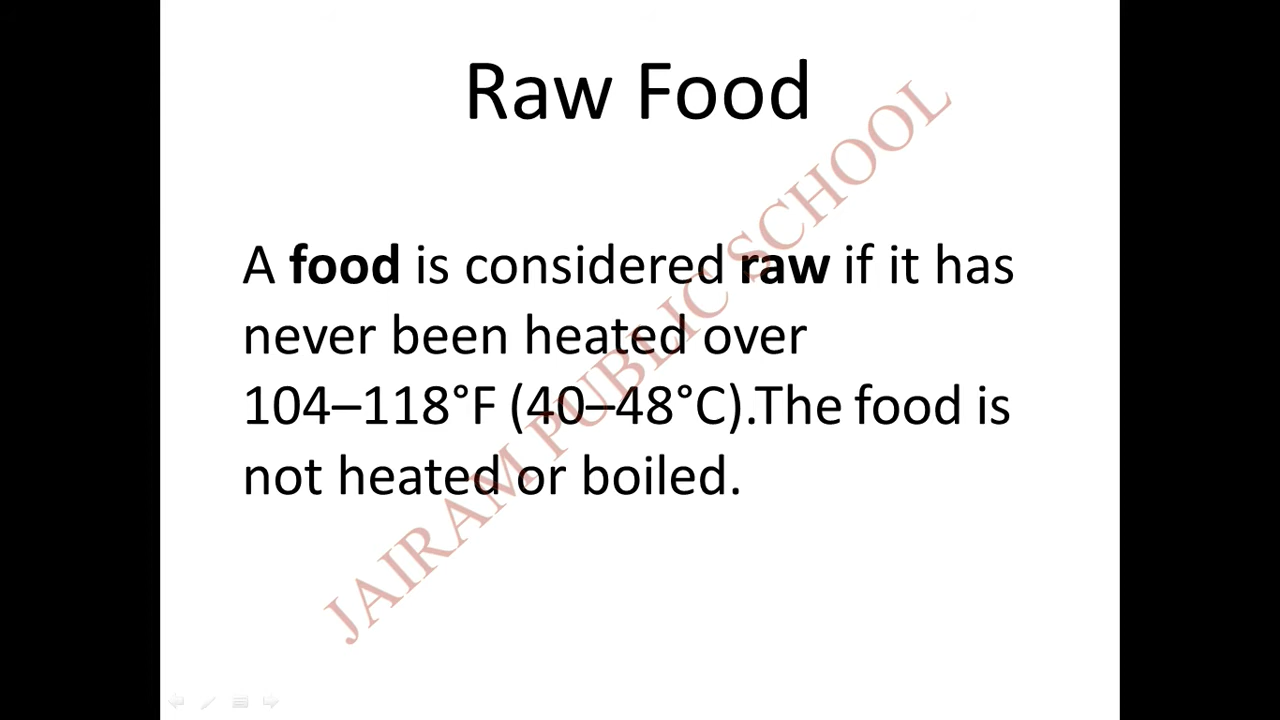 Raw Food
A food is considered raw if it has
never been heated over
104–118°F (40–48°C).The food is
not heated or boiled.
JAIRAM PUBLIC SCHOOL